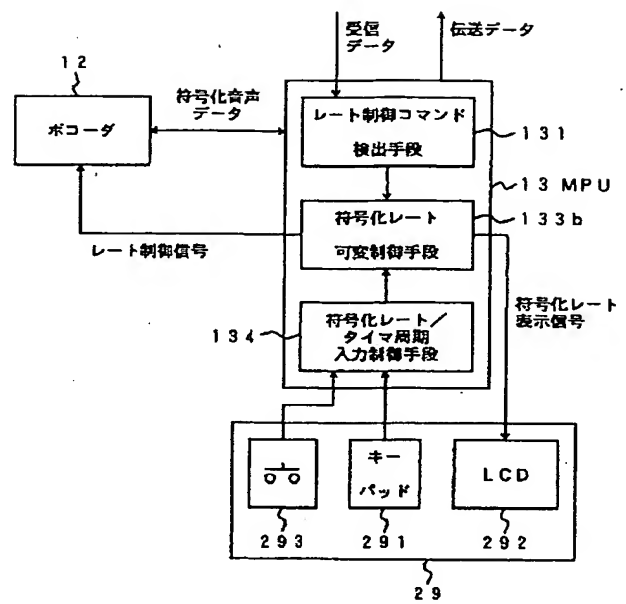 受信
データ
伝送データ
12
ボコーダ
符号化音声
データ
レート制御コマンド
検出手段
131
13 MPU
符号化レート
可変制御手段
133b
レート制御信号
符号化レート／
タイマ周期
入力制御手段
134
符号化レート
表示信号
キー
パッド
LCD
293
291
292
29